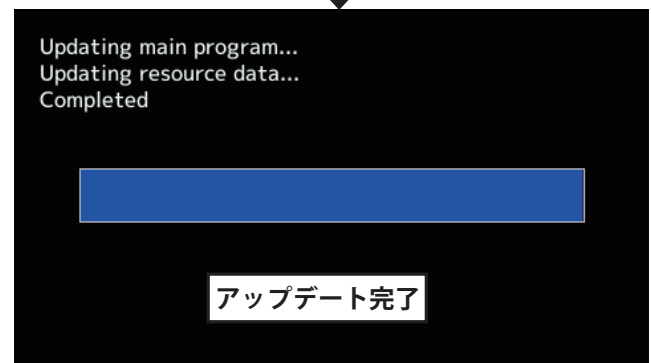 Updating main program...
Updating resource data...
Completed
アップデート完了